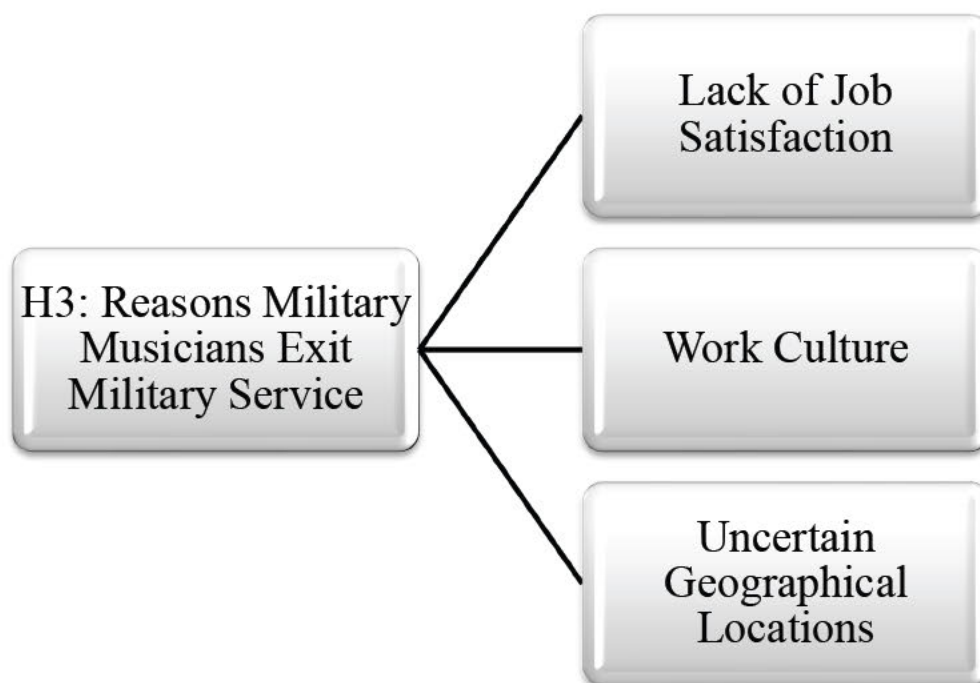 H3: Reasons Military
Musicians Exit
Military Service
Lack of Job
Satisfaction
Work Culture
Uncertain
Geographical
Locations